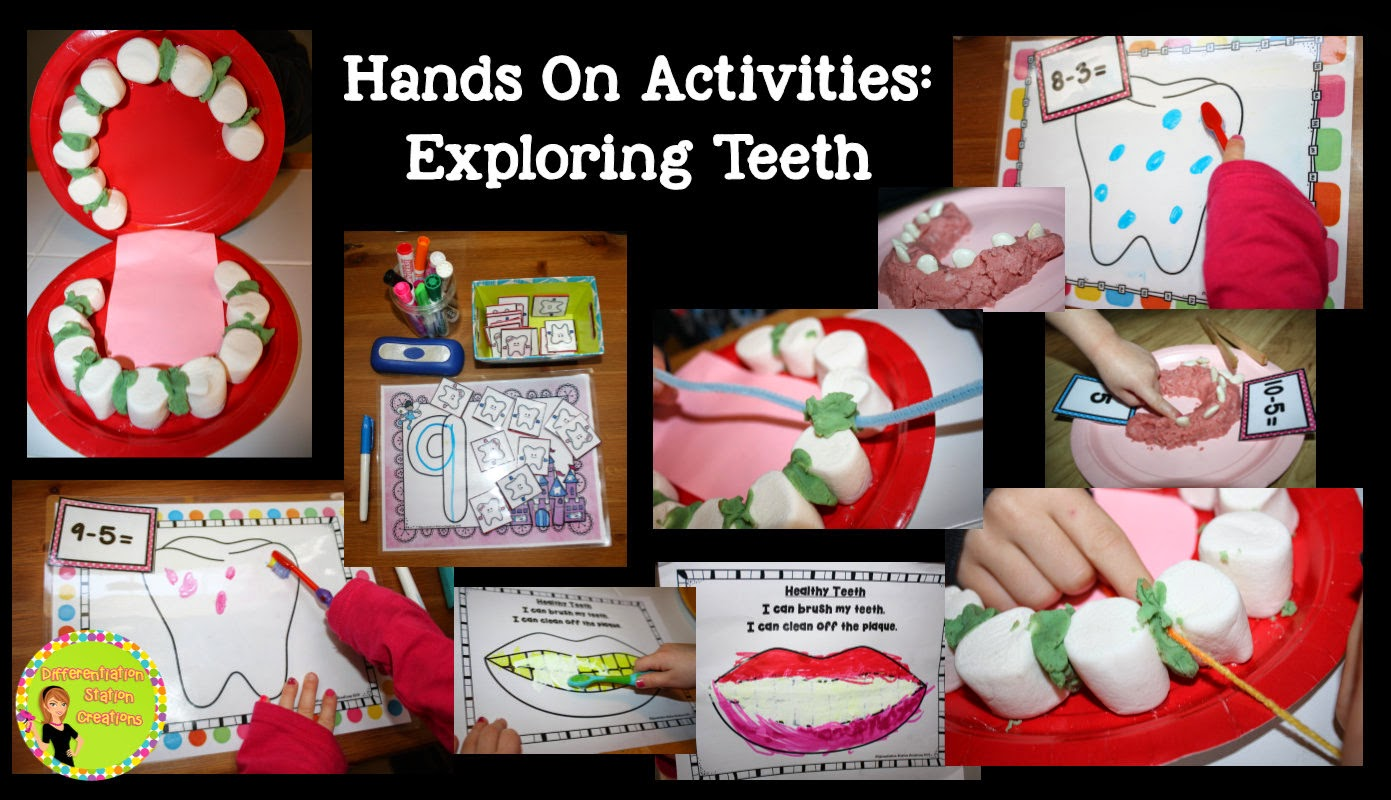 Hands On Activities:
Exploring Teeth
8-3=
9
5
10-5=
9-5=
Healthy Teeth
I can brush my teeth.
I can clean off the plaque.
Healthy Teeth
I can brush my teeth.
I can clean off the plaque.
Differentiation
Station
Creations